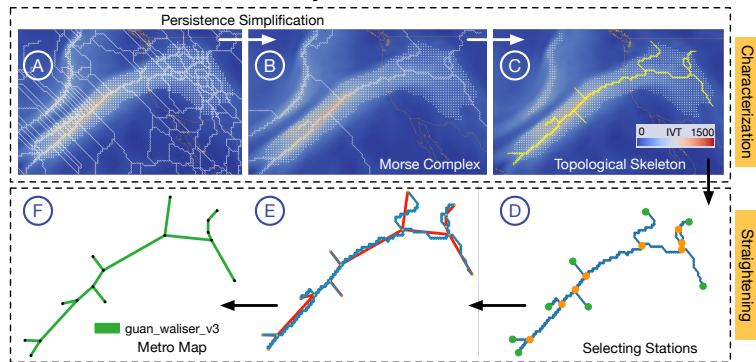 Persistence Simplification
A
B
C
Morse Complex
0 IVT 1500
Topological Skeleton
Characterization
F
E
D
guan_waliser_v3
Metro Map
Selecting Stations
Straightening